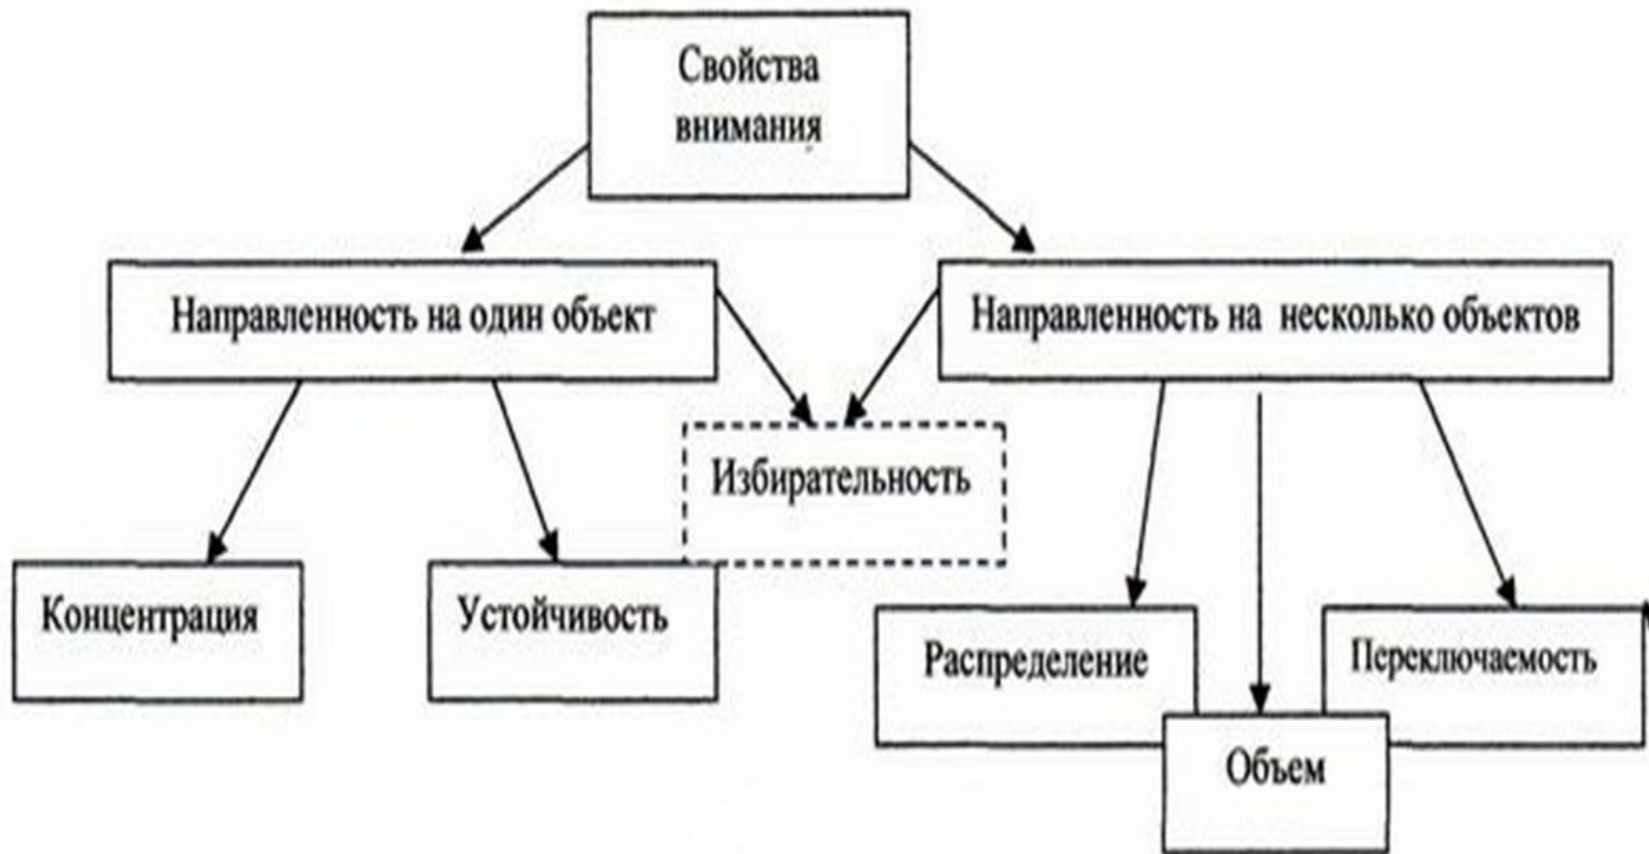 Свойства
внимания
Направленность на один объект
Направленность на несколько объектов
Избирательность
Концентрация
Устойчивость
Распределение
Переключаемость
Объем